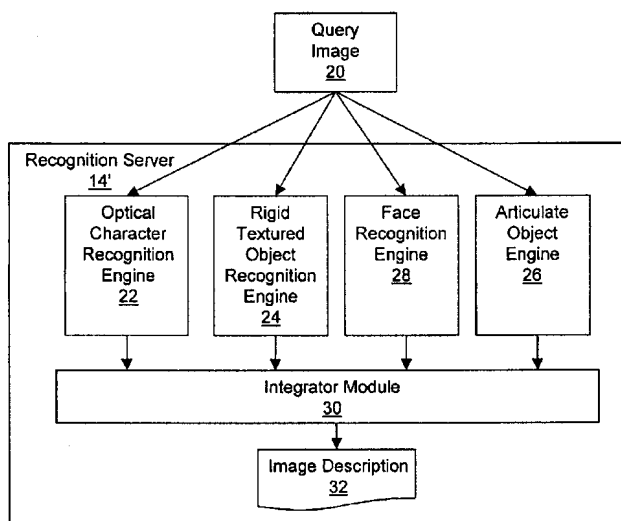 Query
Image
20
Recognition Server
14'
Optical
Character
Recognition
Engine
22
Rigid
Textured
Object
Recognition
Engine
24
Face
Recognition
Engine
28
Articulate
Object
Engine
26
Integrator Module
30
Image Description
32